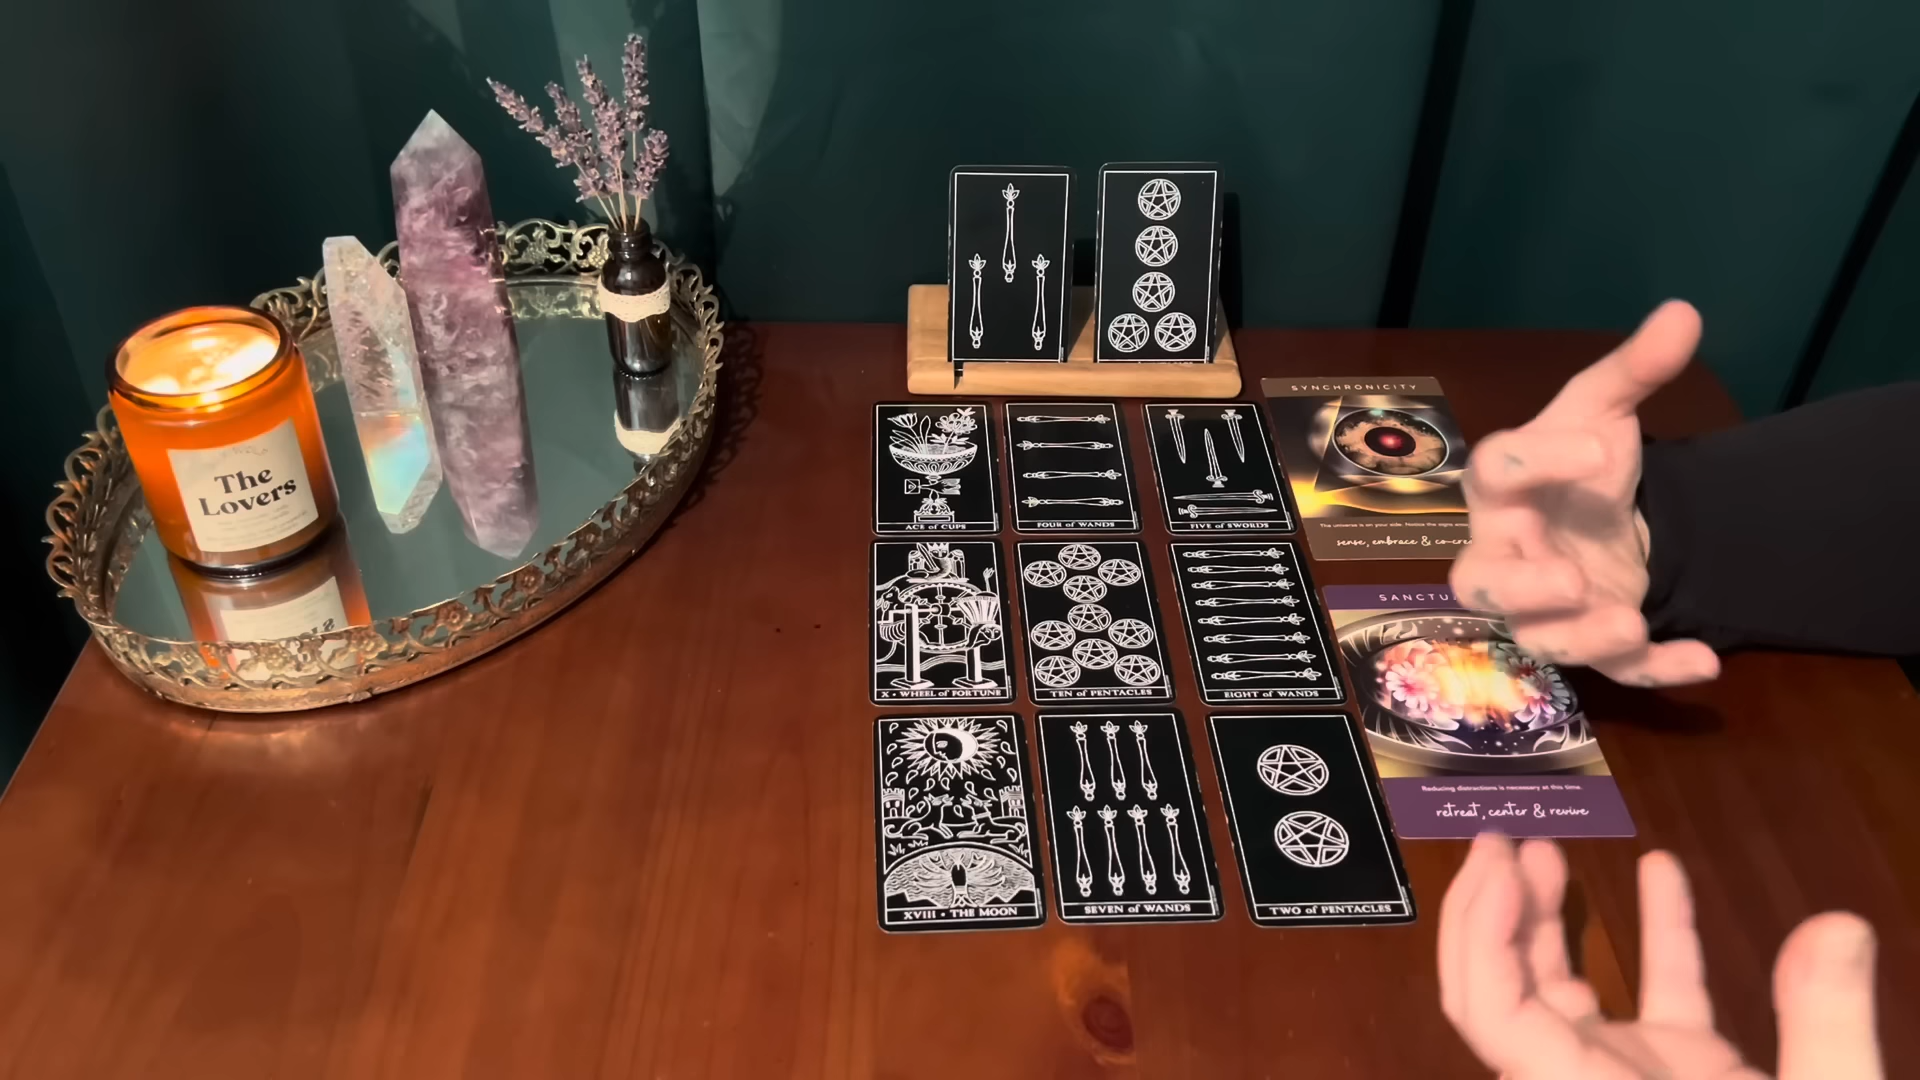 The
Lovers
ACE of CUPS
FOUR of WANDS
FIVE of SWORDS
X • WHEEL of FORTUNE
TEN of PENTACLES
EIGHT of WANDS
XVIII • THE MOON
SEVEN of WANDS
TWO of PENTACLES
SYNCHRONICITY
The universe is on your side. Notice the signs
sense, embrace &
SANCTU
Reducing distractions is necessary at this time.
retreat, center & revive